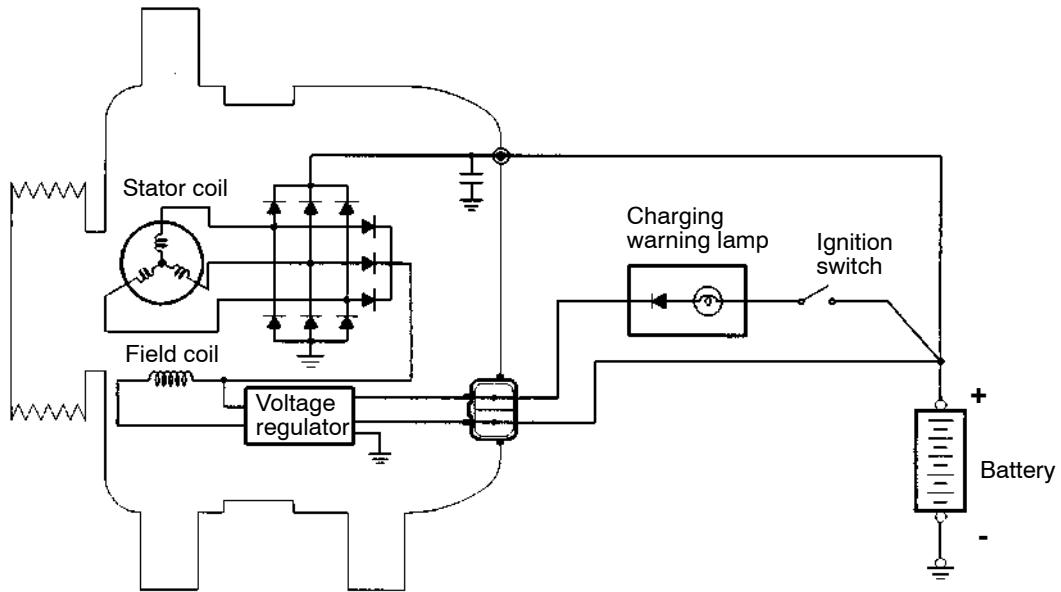 Stator coil
Charging
warning lamp
Ignition
switch
Field coil
Voltage
regulator
+
Battery
-